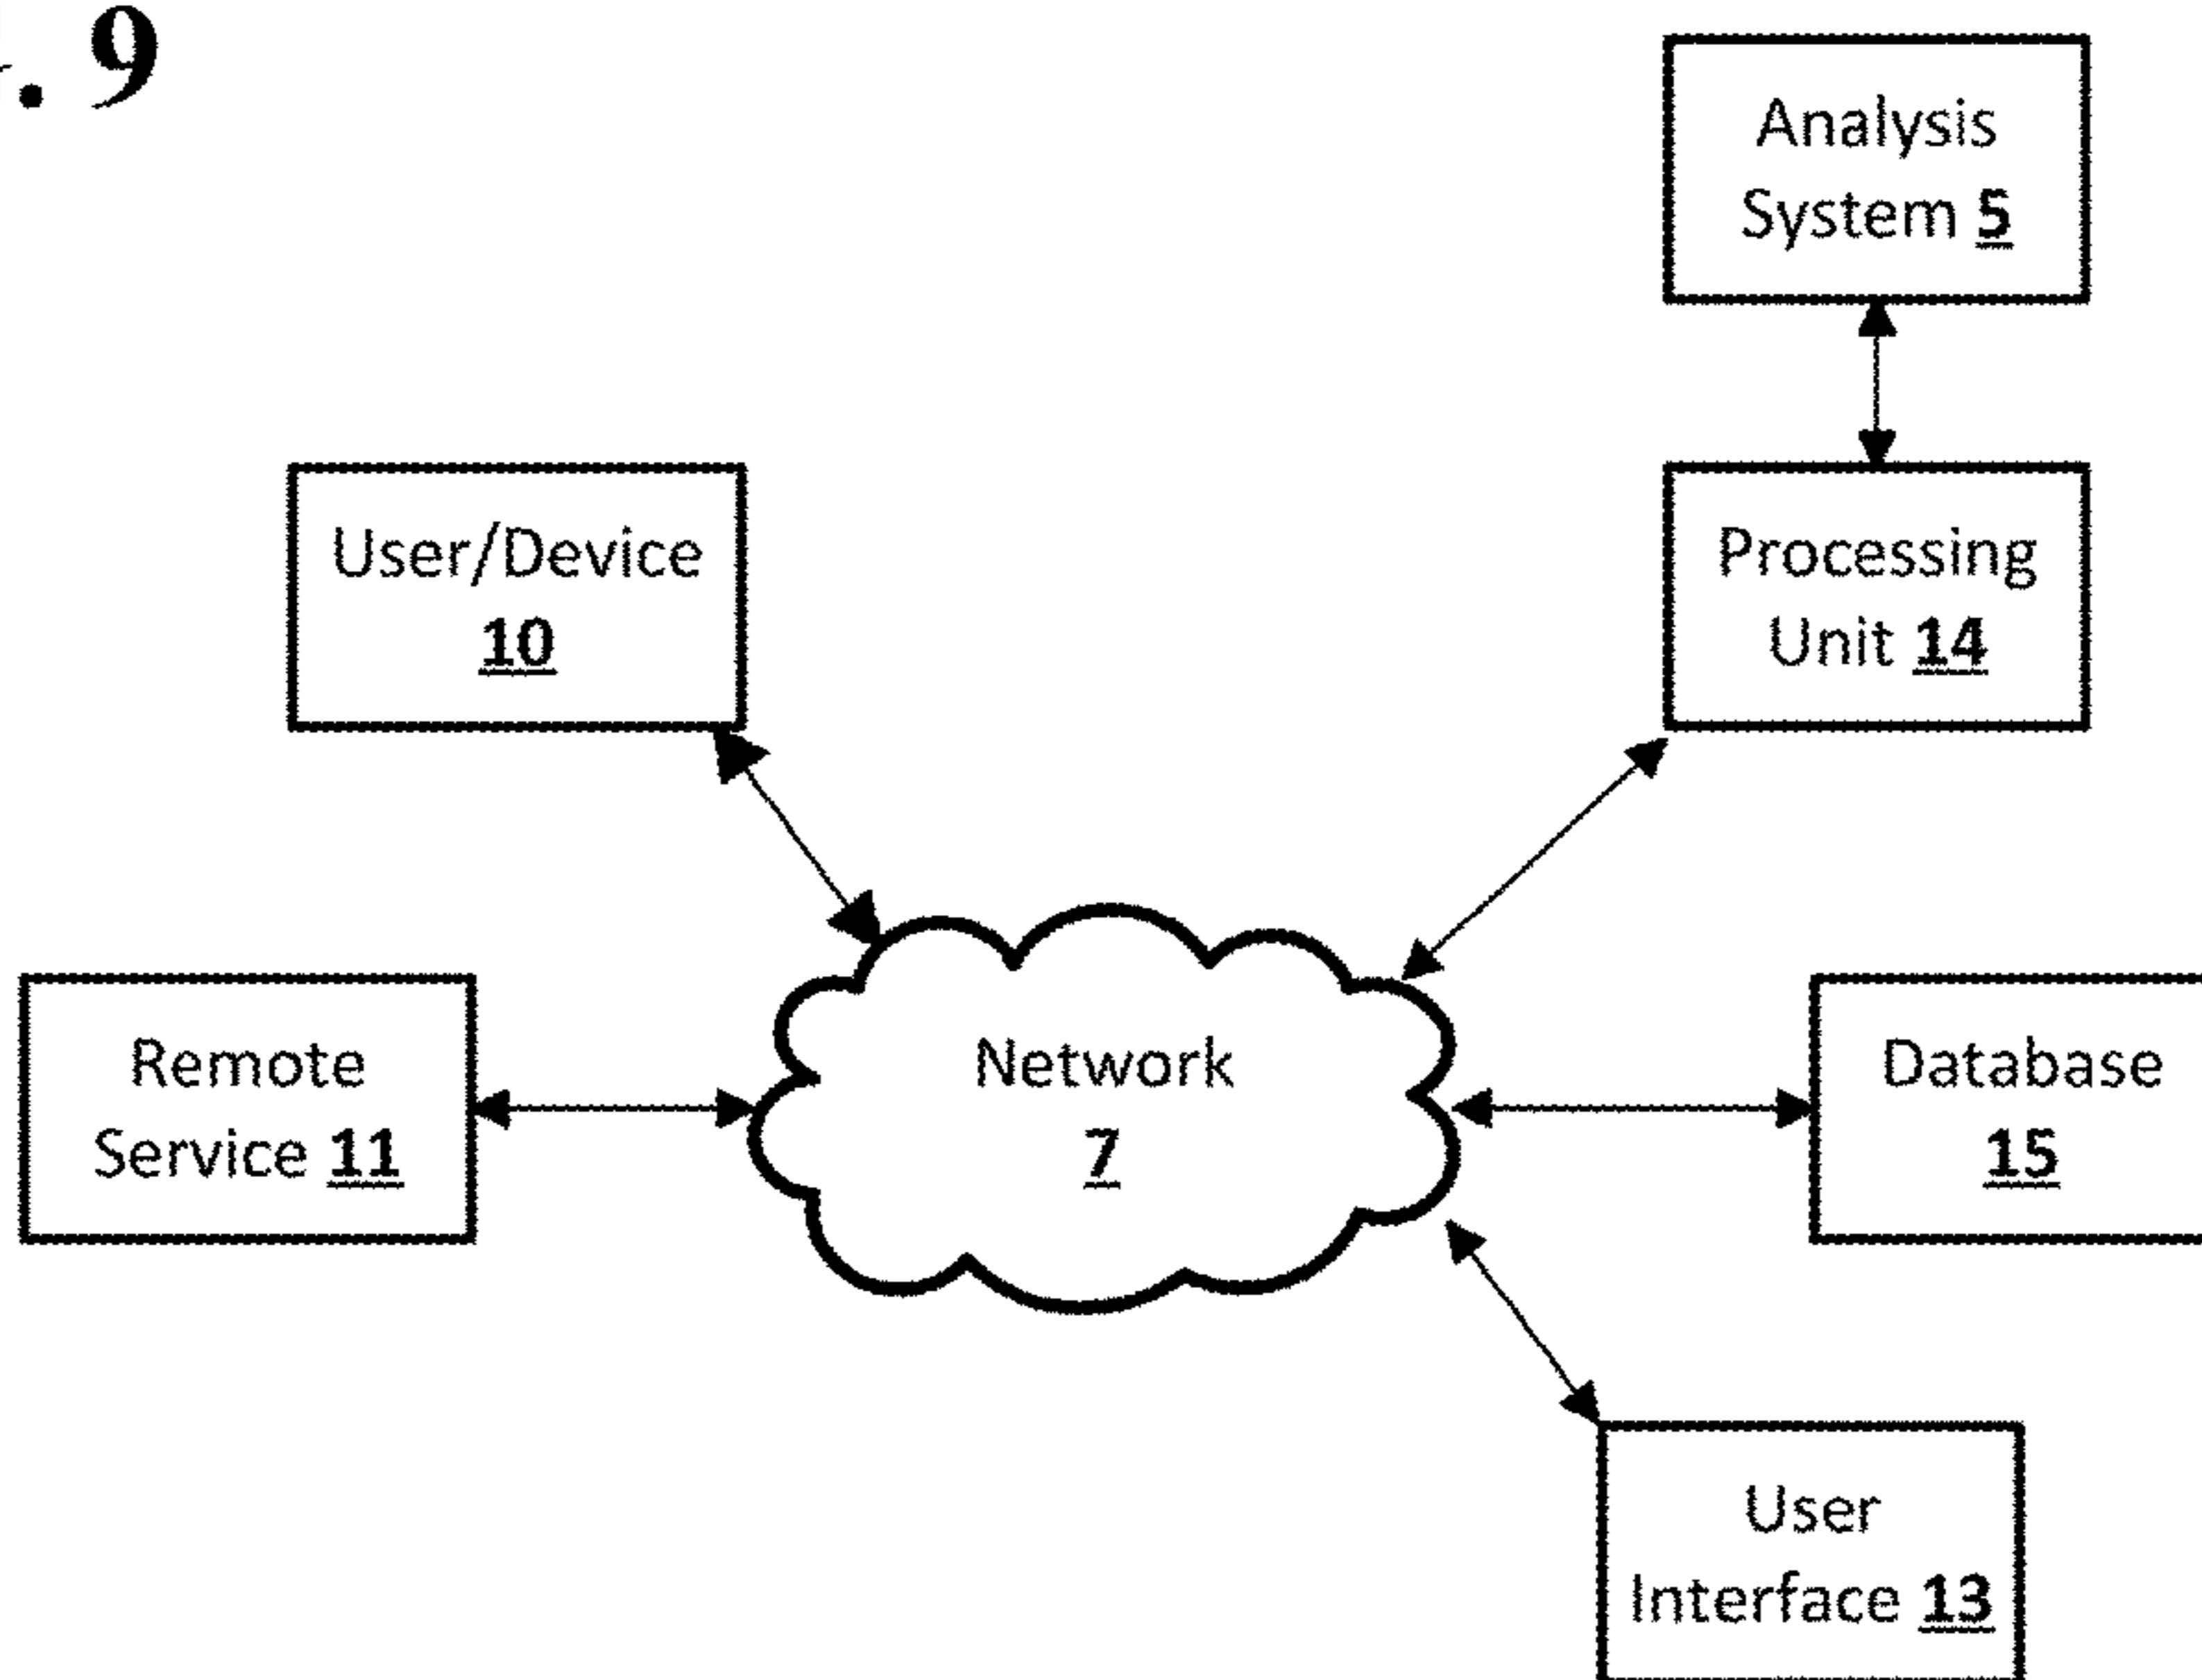 . 9
Analysis
System 5
User/Device
10
Processing
Unit 14
Remote
Service 11
Network
7
Database
15
User
Interface 13